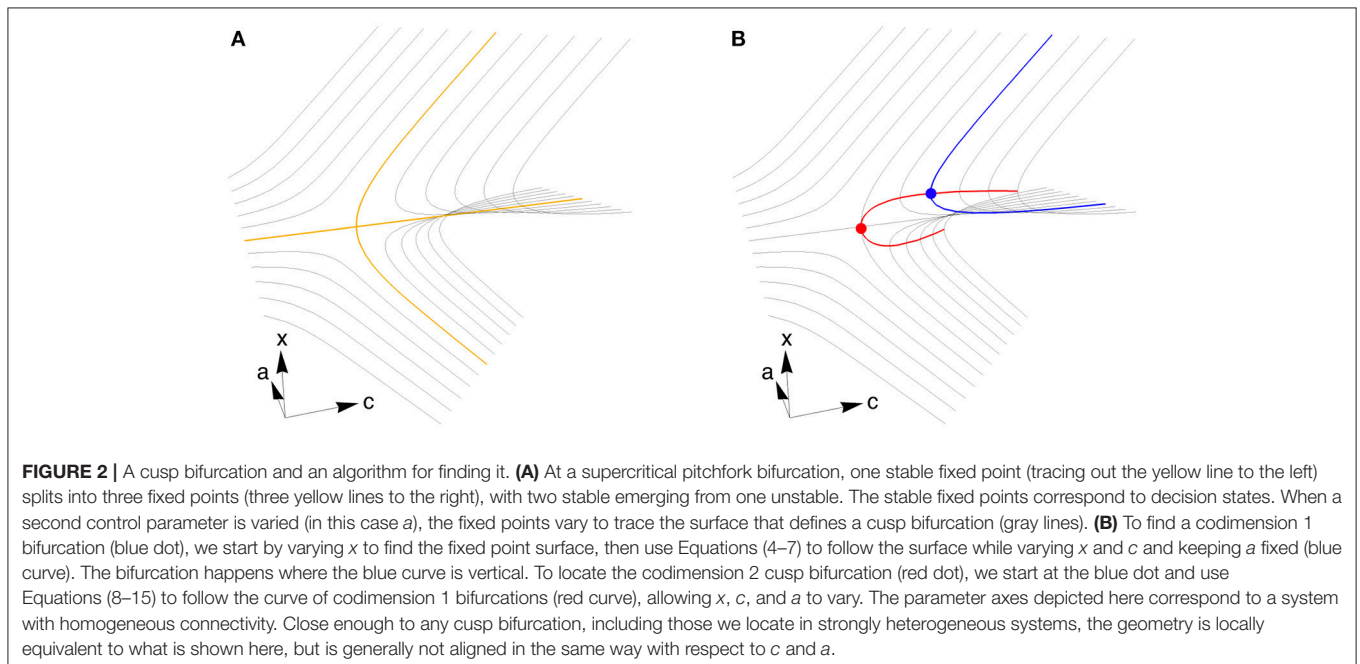 A
B
x
a
c
x
a
c
FIGURE 2 | A cusp bifurcation and an algorithm for finding it. (A) At a supercritical pitchfork bifurcation, one stable fixed point (tracing out the yellow line to the left)
splits into three fixed points (three yellow lines to the right), with two stable emerging from one unstable. The stable fixed points correspond to decision states. When a
second control parameter is varied (in this case a), the fixed points vary to trace the surface that defines a cusp bifurcation (gray lines). (B) To find a codimension 1
bifurcation (blue dot), we start by varying x to find the fixed point surface, then use Equations (4–7) to follow the surface while varying x and c and keeping a fixed (blue
curve). The bifurcation happens where the blue curve is vertical. To locate the codimension 2 cusp bifurcation (red dot), we start at the blue dot and use
Equations (8–15) to follow the curve of codimension 1 bifurcations (red curve), allowing x, c, and a to vary. The parameter axes depicted here correspond to a system
with homogeneous connectivity. Close enough to any cusp bifurcation, including those we locate in strongly heterogeneous systems, the geometry is locally
equivalent to what is shown here, but is generally not aligned in the same way with respect to c and a.